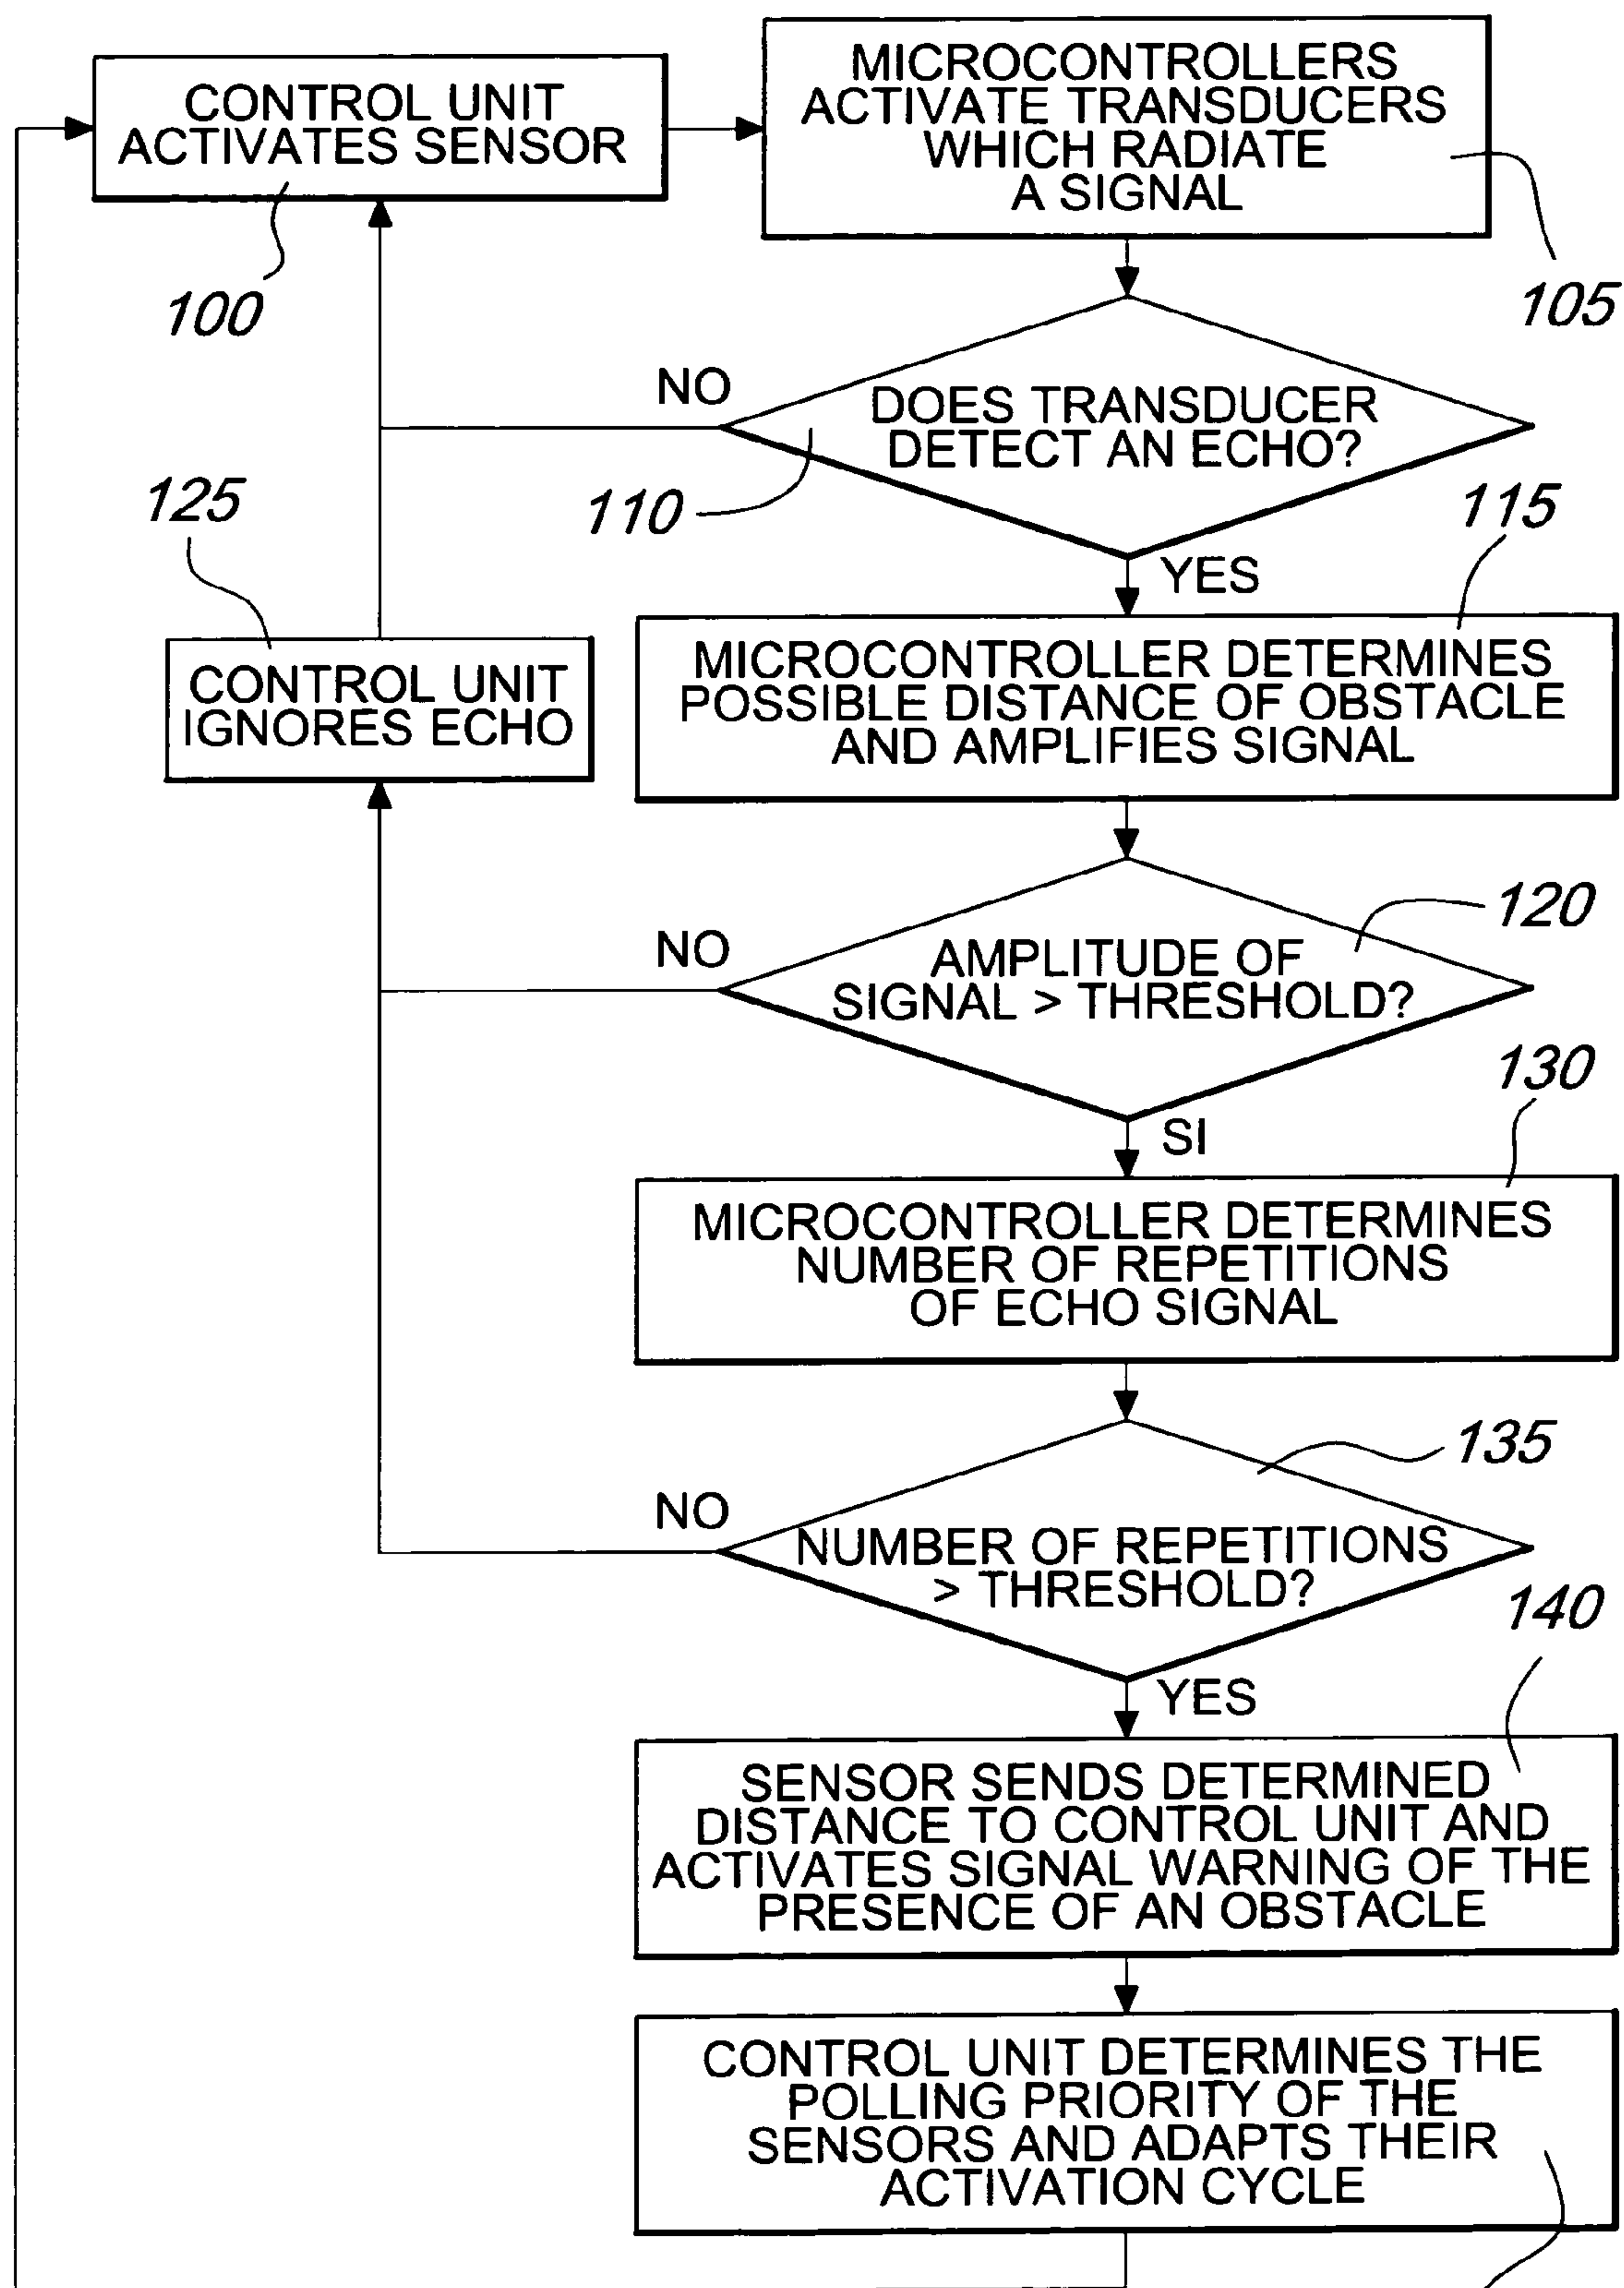 CONTROL UNIT
ACTIVATES SENSOR
100
MICROCONTROLLERS
ACTIVATE TRANSDUCERS
WHICH RADIATE
A SIGNAL
105
NO
DOES TRANSDUCER
DETECT AN ECHO?
110
YES
115
125
CONTROL UNIT
IGNORES ECHO
MICROCONTROLLER DETERMINES
POSSIBLE DISTANCE OF OBSTACLE
AND AMPLIFIES SIGNAL
120
NO
AMPLITUDE OF
SIGNAL > THRESHOLD?
SI
130
MICROCONTROLLER DETERMINES
NUMBER OF REPETITIONS
OF ECHO SIGNAL
135
NO
NUMBER OF REPETITIONS
> THRESHOLD?
YES
140
SENSOR SENDS DETERMINED
DISTANCE TO CONTROL UNIT AND
ACTIVATES SIGNAL WARNING OF THE
PRESENCE OF AN OBSTACLE
CONTROL UNIT DETERMINES THE
POLLING PRIORITY OF THE
SENSORS AND ADAPTS THEIR
ACTIVATION CYCLE